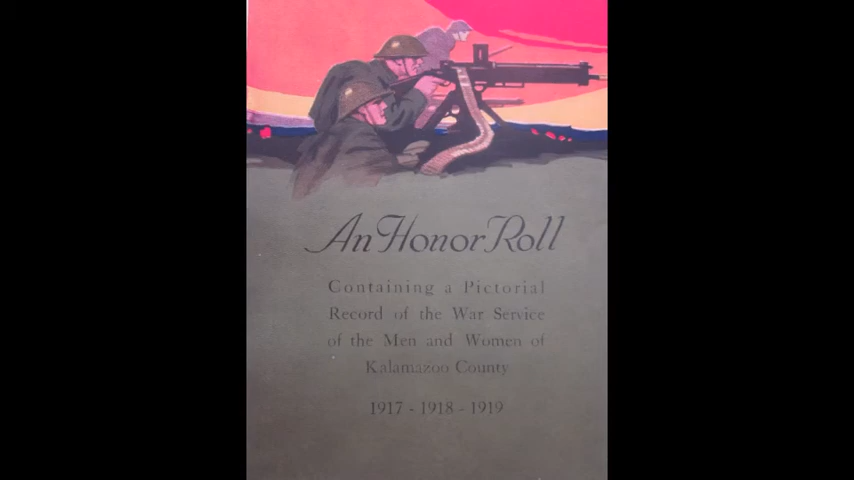 An Honor Roll
Containing a Pictorial
Record of the War Service
of the Men and Women of
Kalamazoo County
1917 - 1918 - 1919